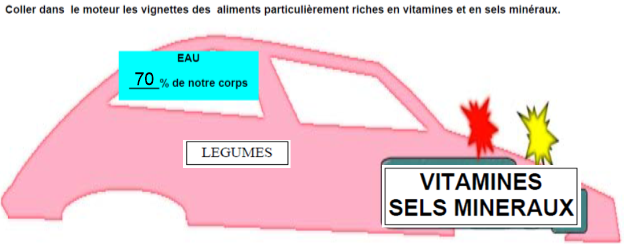 Coller dans le moteur les vignettes des aliments particulièrement riches en vitamines et en sels minéraux.
EAU
70 % de notre corps
LEGUMES
VITAMINES
SELS MINERAUX